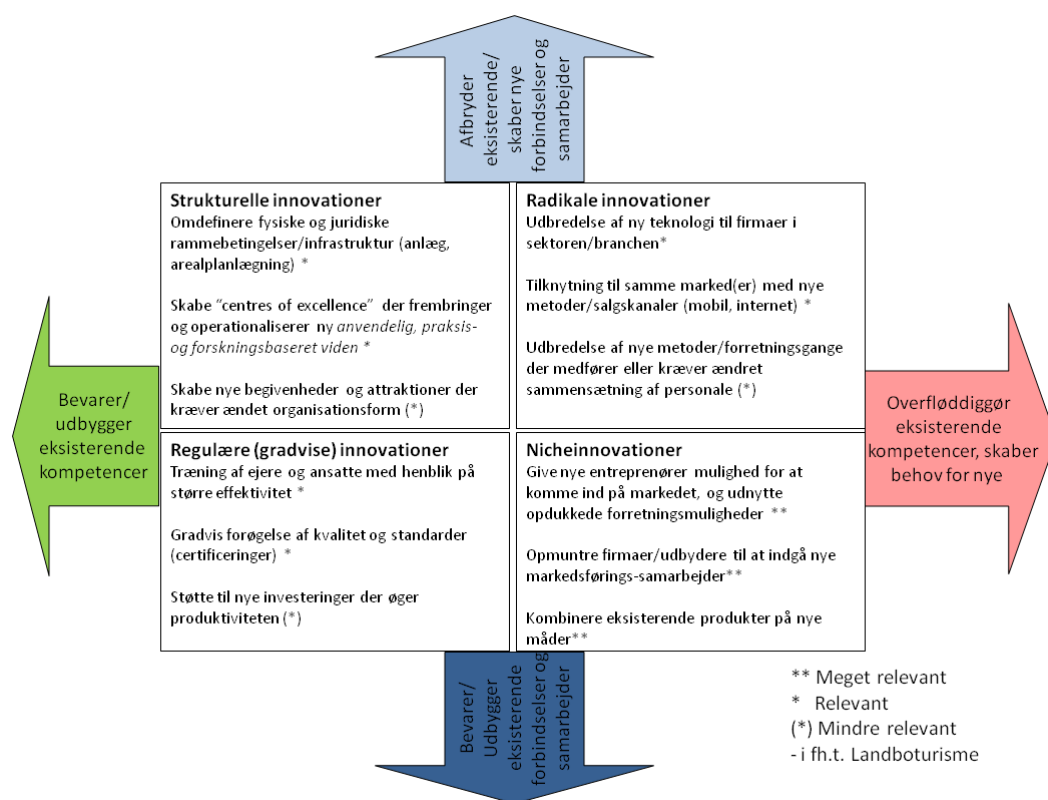 Afbryder
eksisterende/
skaber nye
forbindselser og
samarbejder
Strukturelle innovationer
Omdefinere fysiske og juridiske
rammebetingelser/infrastruktur (anlæg,
arealplanlægning) *
Skabe “centres of excellence” der frembringer
og operationaliserer ny anvendelig, praksis-
og forskningsbaseret viden *
Skabe nye begivenheder og attraktioner der
kræver ændet organisationsform (*)
Radikale innovationer
Udbredelse af ny teknologi til firmaer i
sektoren/branchen*
Tilknytning til samme marked(er) med nye
metoder/salgskanaler (mobil, internet) *
Udbredelse af nye metoder/forretningsgange
der medfører eller kræver ændret
sammensætning af personale (*)
Bevarer/
udbygger
eksisterende
kompetencer
Overfløddiggør
eksisterende
kompetencer, skaber
behov for nye
Regulære (gradvise) innovationer
Træning af ejere og ansatte med henblik på
større effektivitet *
Gradvis forøgelse af kvalitet og standarder
(certificeringer) *
Støtte til nye investeringer der øger
produktiviteten (*)
Nicheinnovationer
Give nye entreprenører mulighed for at
komme ind på markedet, og udnytte
opdukkede forretningsmuligheder **
Opmuntre firmaer/udbydere til at indgå nye
markedsførings-samarbejder**
Kombinere eksisterende produkter på nye
måder**
Bevarer/
Udbygger
eksisterende
forbindselser og
samarbejder
** Meget relevant
* Relevant
(*) Mindre relevant
- i fh.t. Landboturisme